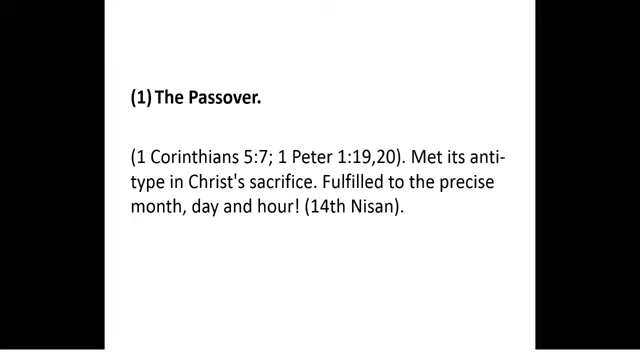 (1) The Passover.
(1 Corinthians 5:7; 1 Peter 1:19,20). Met its anti-
type in Christ's sacrifice. Fulfilled to the precise
month, day and hour! (14th Nisan).